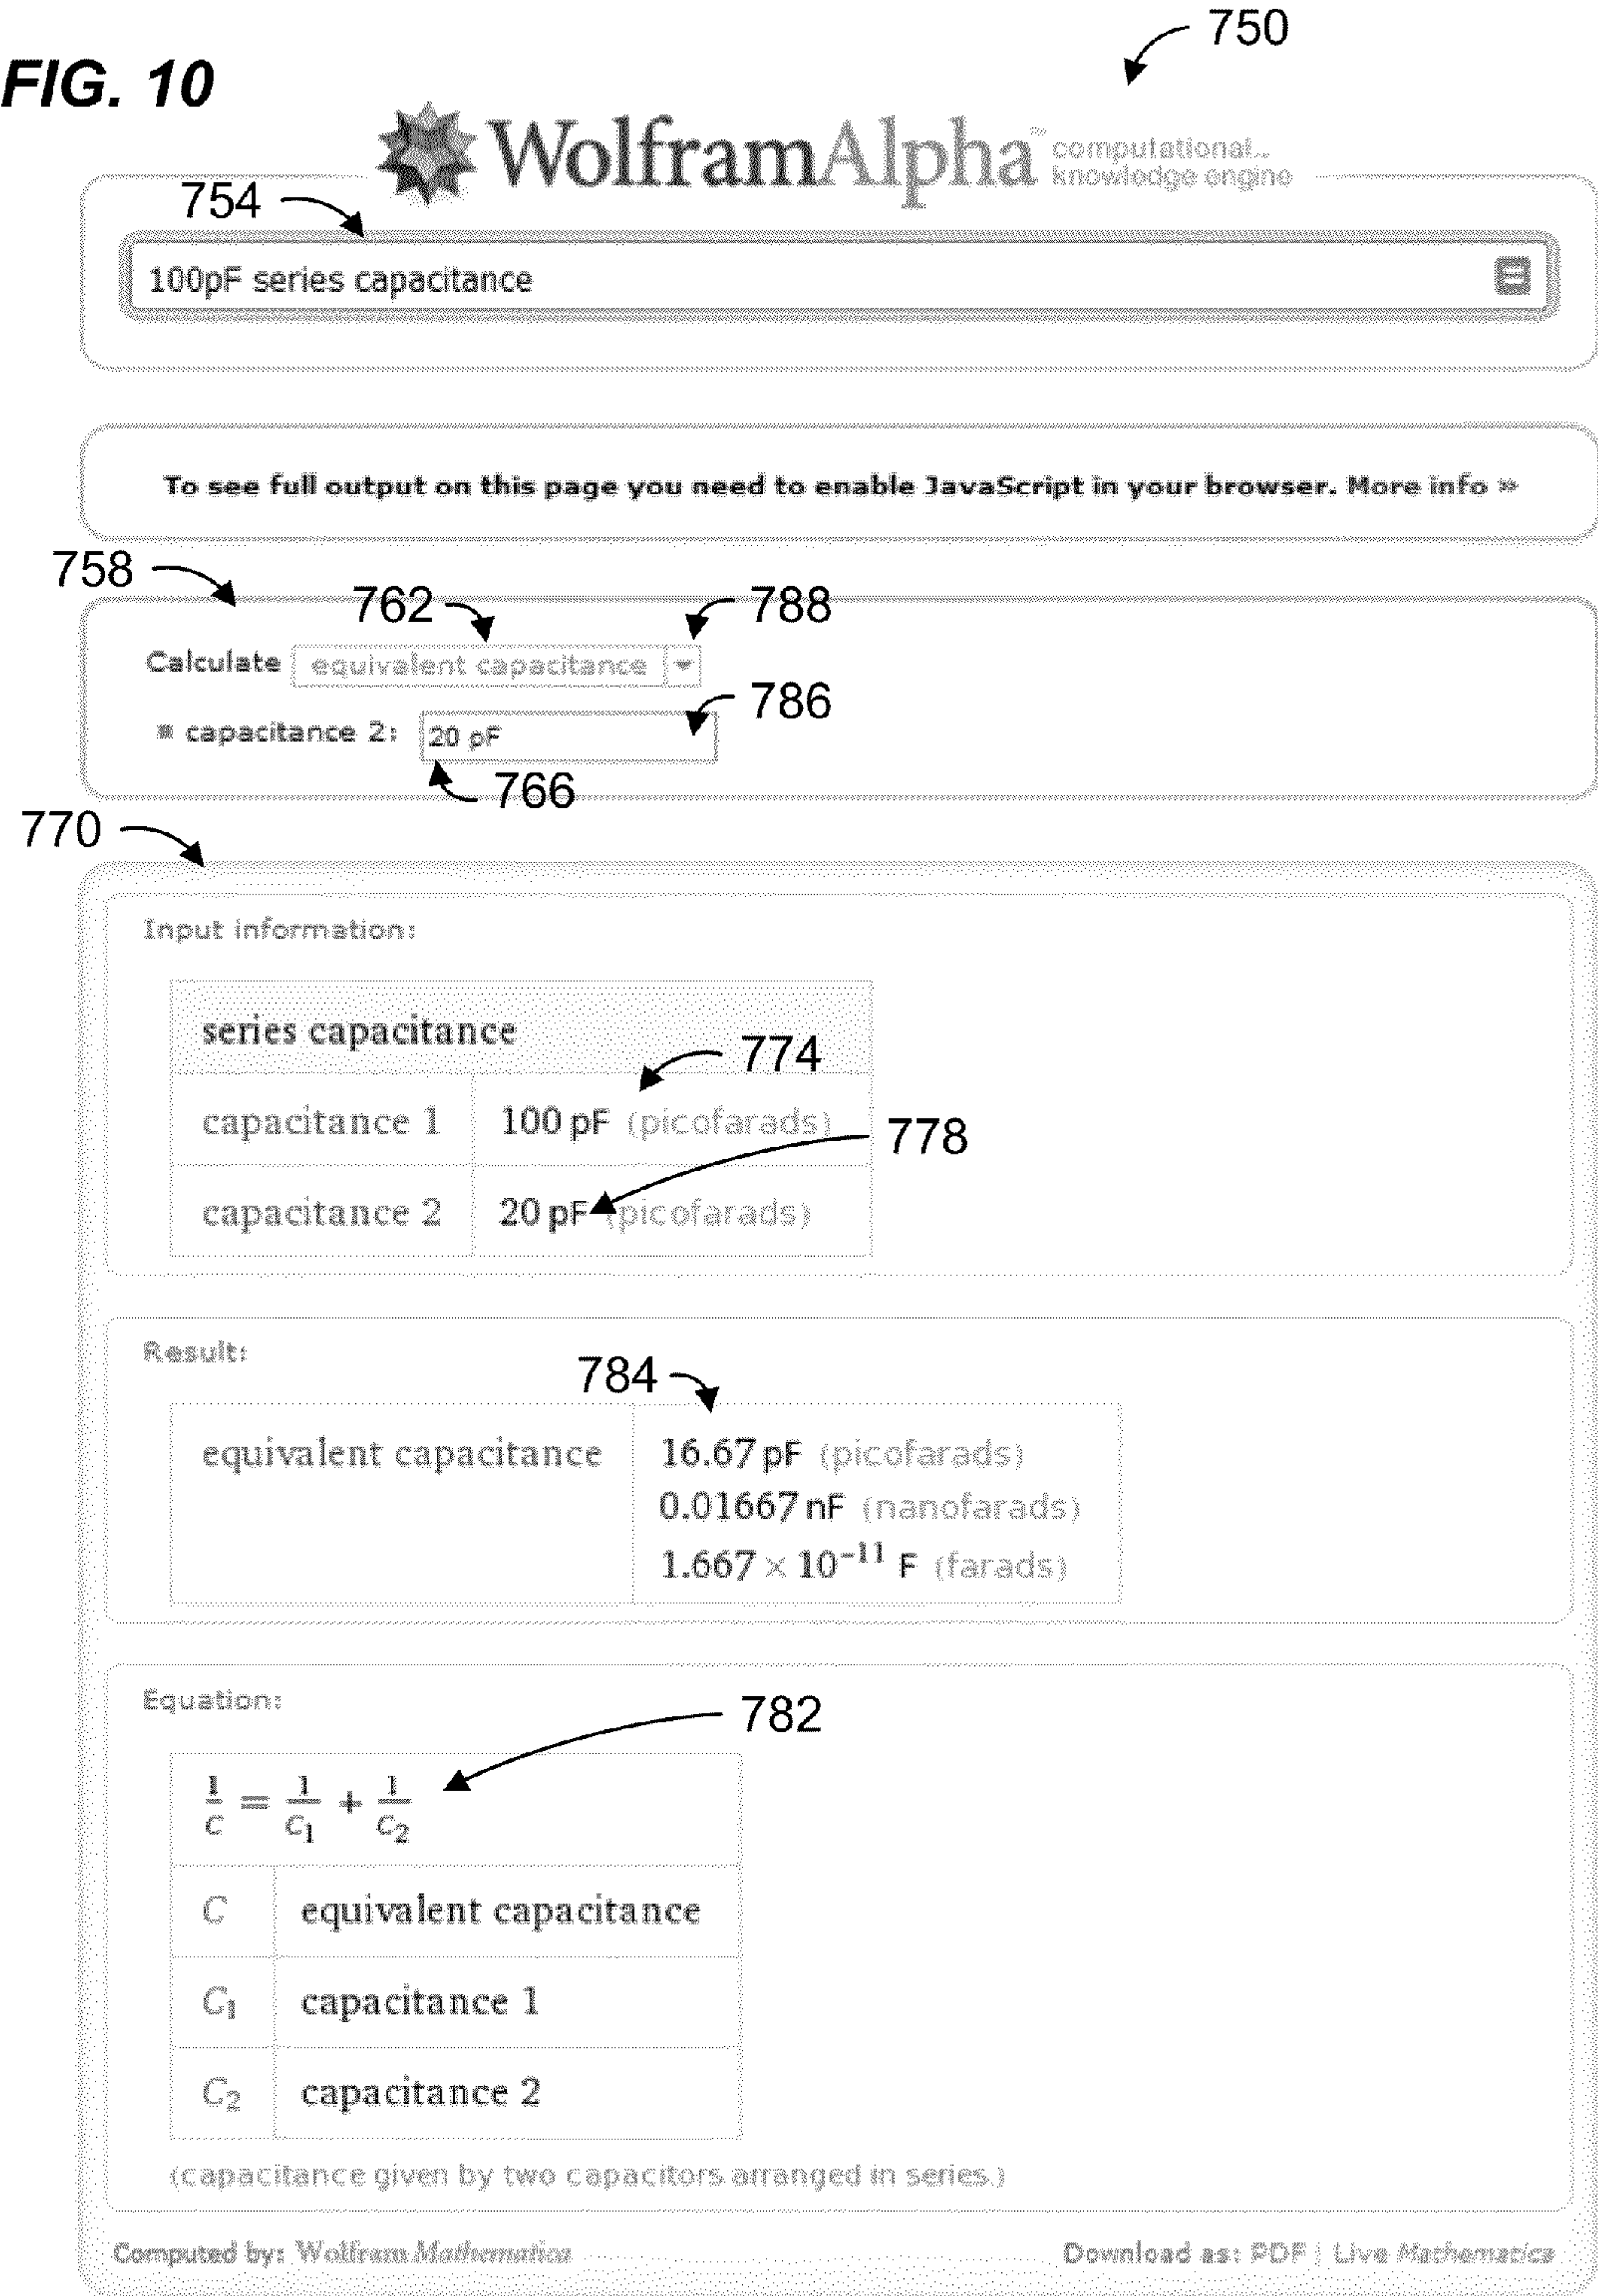 750
FIG. 10
WolframAlpha™ computational... knowledge engine
754
100pF series capacitance
To see full output on this page you need to enable JavaScript in your browser. More info »
758
762
788
Calculate equivalent capacitance
786
capacitance 2: 20 pF
766
770
Input information:
series capacitance
774
capacitance 1 100 pF (picofarads)
778
capacitance 2 20 pF (picofarads)
Result:
784
equivalent capacitance 16.67 pF (picofarads)
0.01667 nF (nanofarads)
1.667 × 10⁻¹¹ F (farads)
Equation:
782
1/C = 1/C₁ + 1/C₂
C equivalent capacitance
C₁ capacitance 1
C₂ capacitance 2
(capacitance given by two capacitors arranged in series.)
Computed by: Wolfram Mathematica Download as: PDF | Live Mathematica